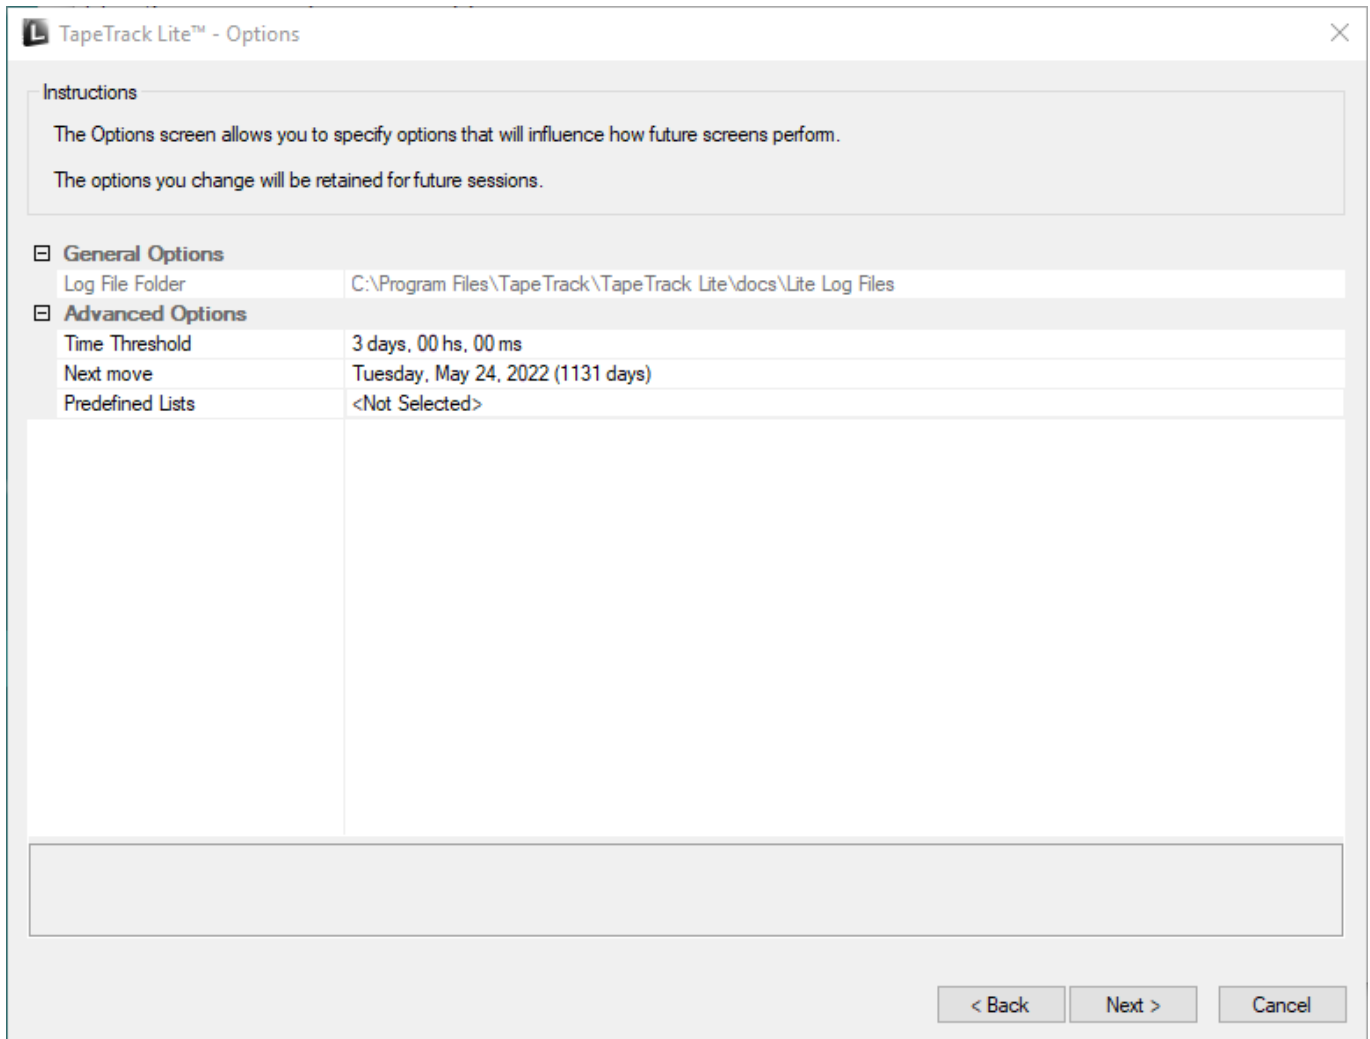 TapeTrack Lite™ - Options
Instructions
The Options screen allows you to specify options that will influence how future screens perform.
The options you change will be retained for future sessions.
General Options
Log File Folder C:\Program Files\TapeTrack\TapeTrack Lite\docs\Lite Log Files
Advanced Options
Time Threshold 3 days, 00 hs, 00 ms
Next move Tuesday, May 24, 2022 (1131 days)
Predefined Lists <Not Selected>
< Back Next > Cancel